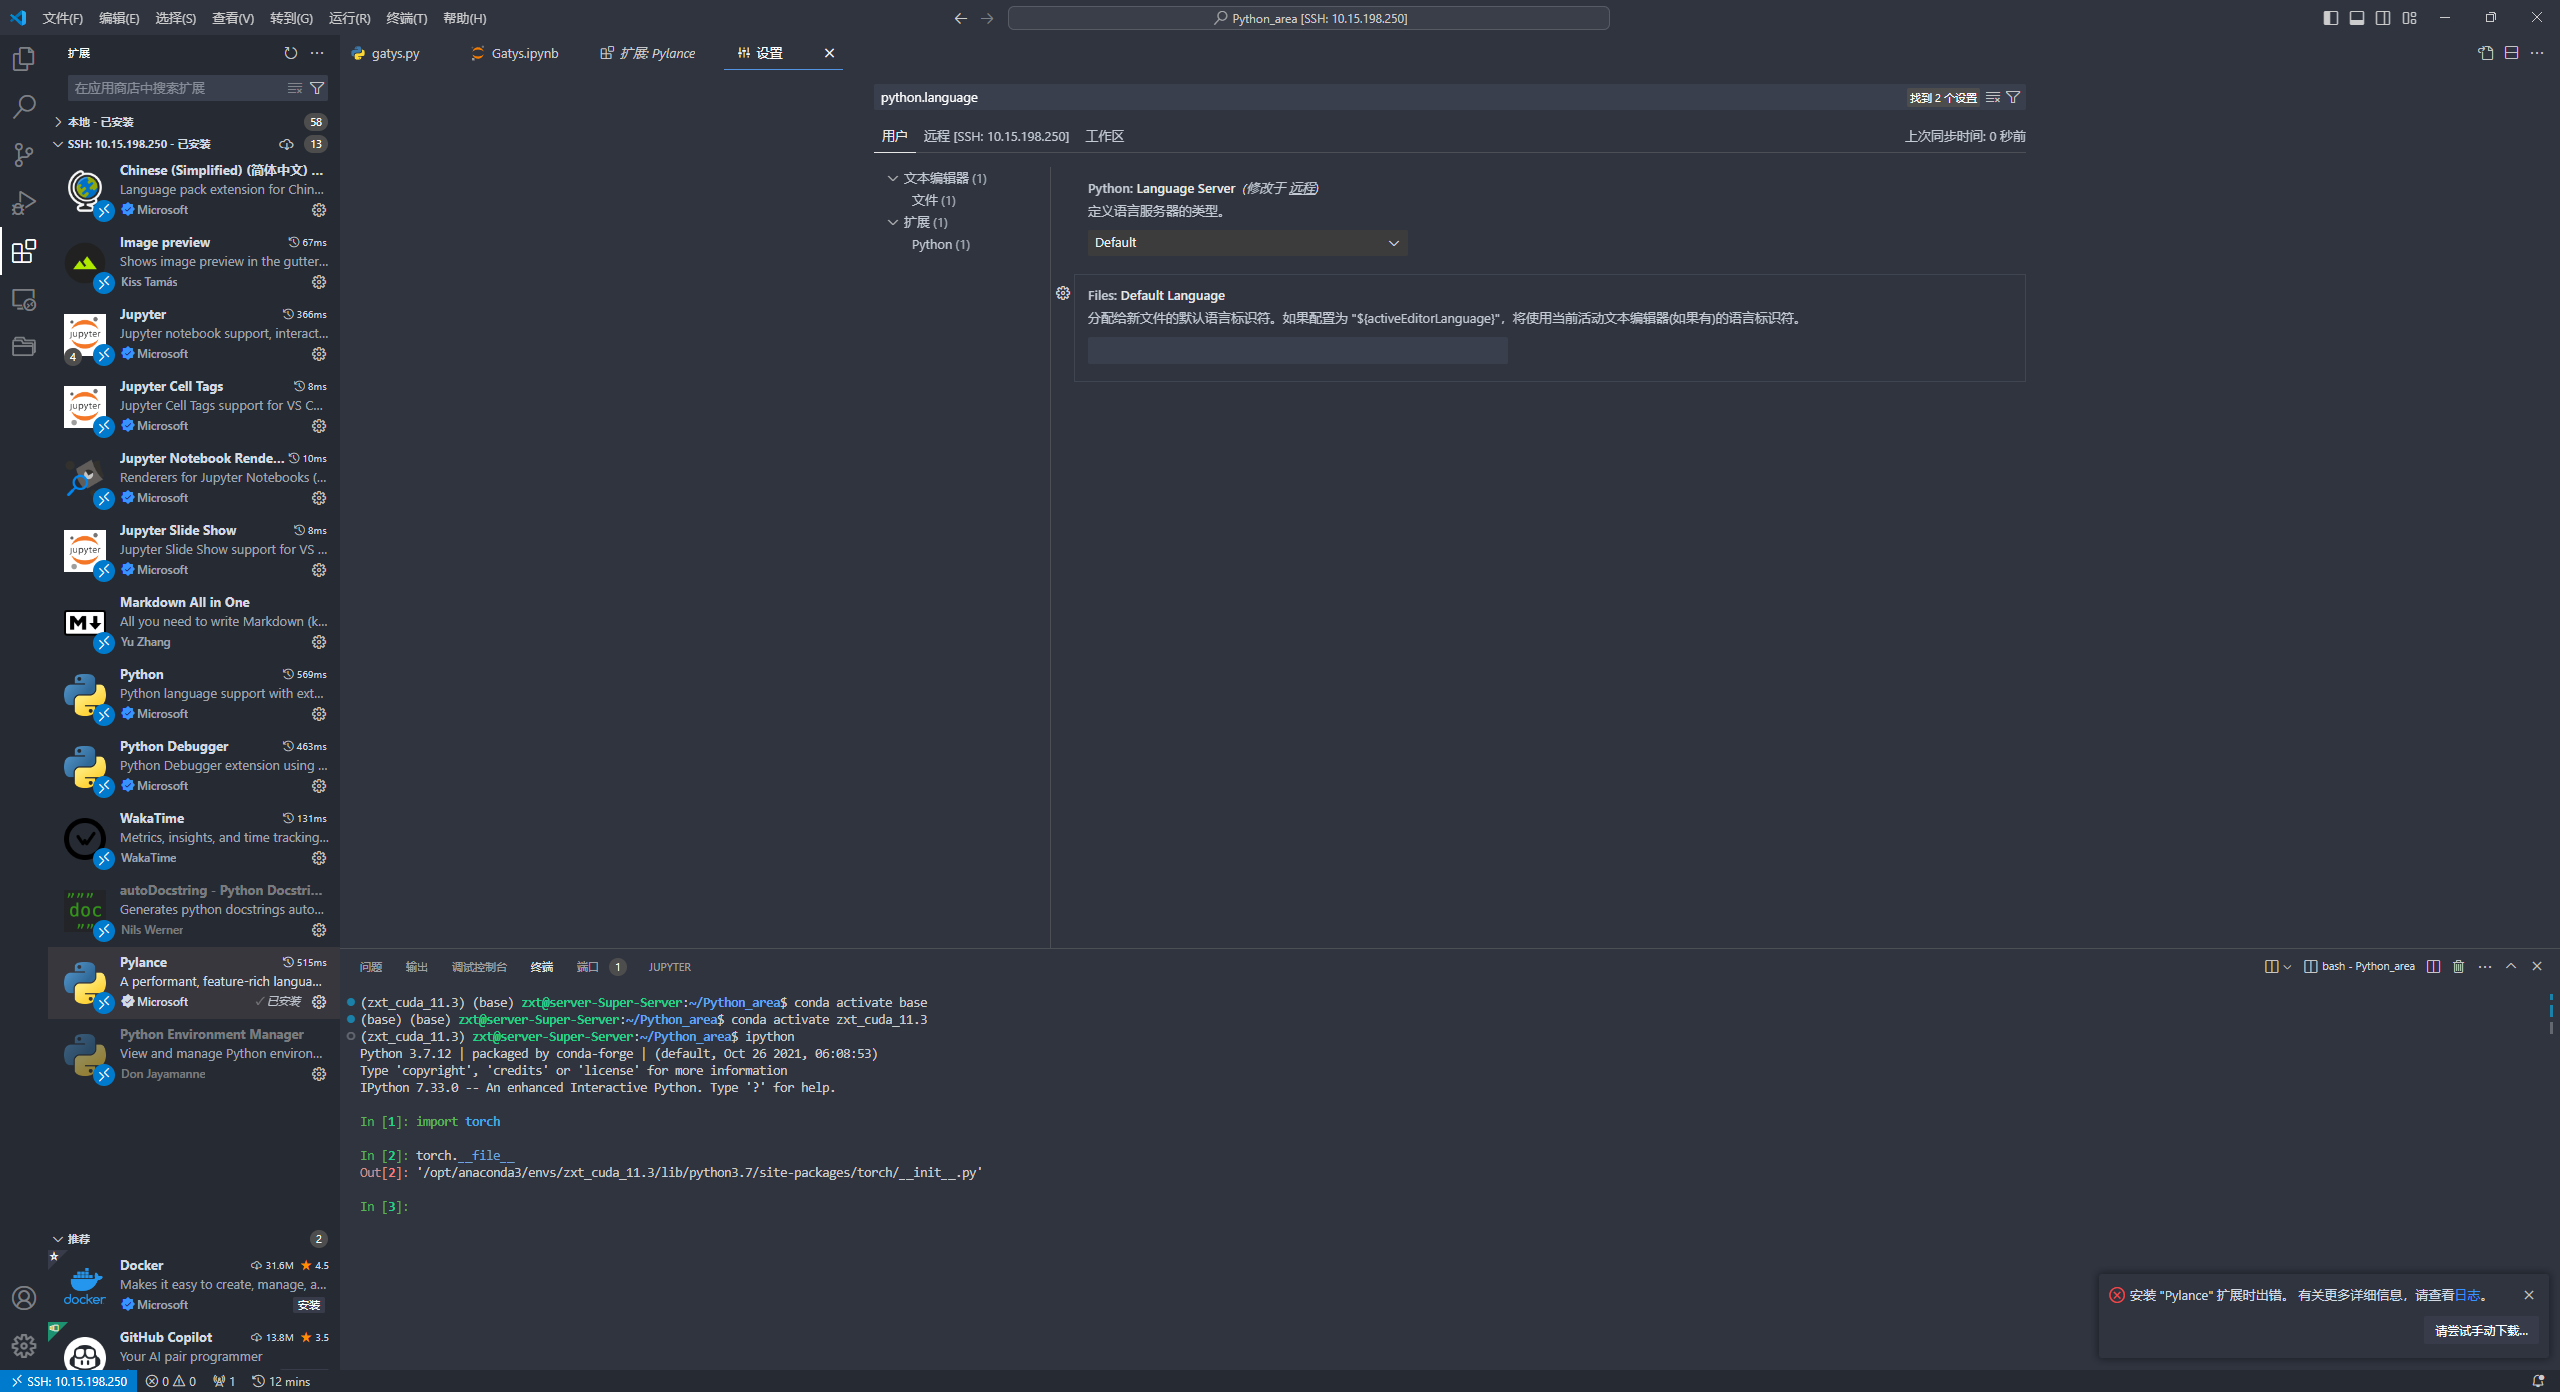 文件(F) 编辑(E) 选择(S) 查看(V) 转到(G) 运行(R) 终端(T) 帮助(H)
Python_area [SSH: 10.15.198.250]
扩展
在应用商店中搜索扩展
本地 - 已安装 58
SSH: 10.15.198.250 - 已安装 13
Chinese (Simplified) (简体中文) ...
Language pack extension for Chin...
Microsoft
Image preview 67ms
Shows image preview in the gutter...
Kiss Tamás
Jupyter 366ms
Jupyter notebook support, interact...
jupyter
4
Microsoft
Jupyter Cell Tags 8ms
Jupyter Cell Tags support for VS C...
jupyter
Microsoft
Jupyter Notebook Rende... 10ms
Renderers for Jupyter Notebooks (...
Microsoft
Jupyter Slide Show 8ms
Jupyter Slide Show support for VS ...
jupyter
Microsoft
Markdown All in One
All you need to write Markdown (k...
M
Yu Zhang
Python 569ms
Python language support with ext...
Microsoft
Python Debugger 463ms
Python Debugger extension using ...
Microsoft
WakaTime 131ms
Metrics, insights, and time tracking...
WakaTime
autoDocstring - Python Docstri...
Generates python docstrings auto...
"""
doc
""
Nils Werner
Pylance 515ms
A performant, feature-rich langua...
Microsoft ✓已安装
Python Environment Manager
View and manage Python environ...
Don Jayamanne
推荐 2
Docker 31.6M ★ 4.5
Makes it easy to create, manage, a...
docker
Microsoft 安装
GitHub Copilot 13.8M ★ 3.5
Your AI pair programmer
gatys.py Gatys.ipynb 扩展: Pylance 设置
python.language 找到 2 个设置
用户 远程 [SSH: 10.15.198.250] 工作区 上次同步时间: 0 秒前
文本编辑器 (1)
文件 (1)
扩展 (1)
Python (1)
Python: Language Server (修改于 远程)
定义语言服务器的类型。
Default
Files: Default Language
分配给新文件的默认语言标识符。如果配置为 "${activeEditorLanguage}"，将使用当前活动文本编辑器(如果有)的语言标识符。
问题 输出 调试控制台 终端 端口 1 JUPYTER
bash - Python_area
(zxt_cuda_11.3) (base) zxt@server-Super-Server:~/Python_area$ conda activate base
(base) (base) zxt@server-Super-Server:~/Python_area$ conda activate zxt_cuda_11.3
(zxt_cuda_11.3) zxt@server-Super-Server:~/Python_area$ ipython
Python 3.7.12 | packaged by conda-forge | (default, Oct 26 2021, 06:08:53)
Type 'copyright', 'credits' or 'license' for more information
IPython 7.33.0 -- An enhanced Interactive Python. Type '?' for help.
In [1]: import torch
In [2]: torch.__file__
Out[2]: '/opt/anaconda3/envs/zxt_cuda_11.3/lib/python3.7/site-packages/torch/__init__.py'
In [3]:
安装 "Pylance" 扩展时出错。 有关更多详细信息，请查看日志。
请尝试手动下载...
SSH: 10.15.198.250 0 0 1 12 mins